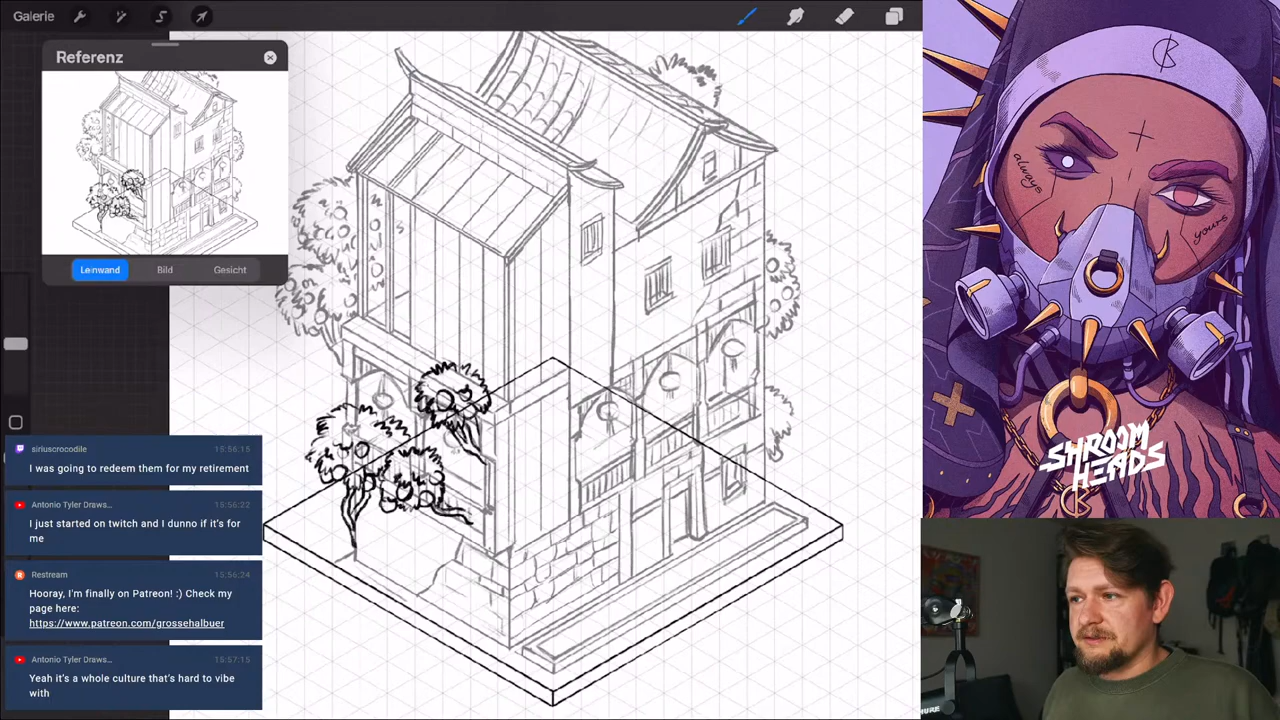 Galerie
Referenz
Leinwand
Bild
Gesicht
siriuscrocodile
15:56:15
I was going to redeem them for my retirement
Antonio Tyler Draws...
15:56:22
I just started on twitch and I dunno if it's for
me
Restream
15:56:24
Hooray, I'm finally on Patreon! :) Check my
page here:
https://www.patreon.com/grossehalbuer
Antonio Tyler Draws...
15:57:15
Yeah it's a whole culture that's hard to vibe
with
always
yours
SHROOM
HEADS